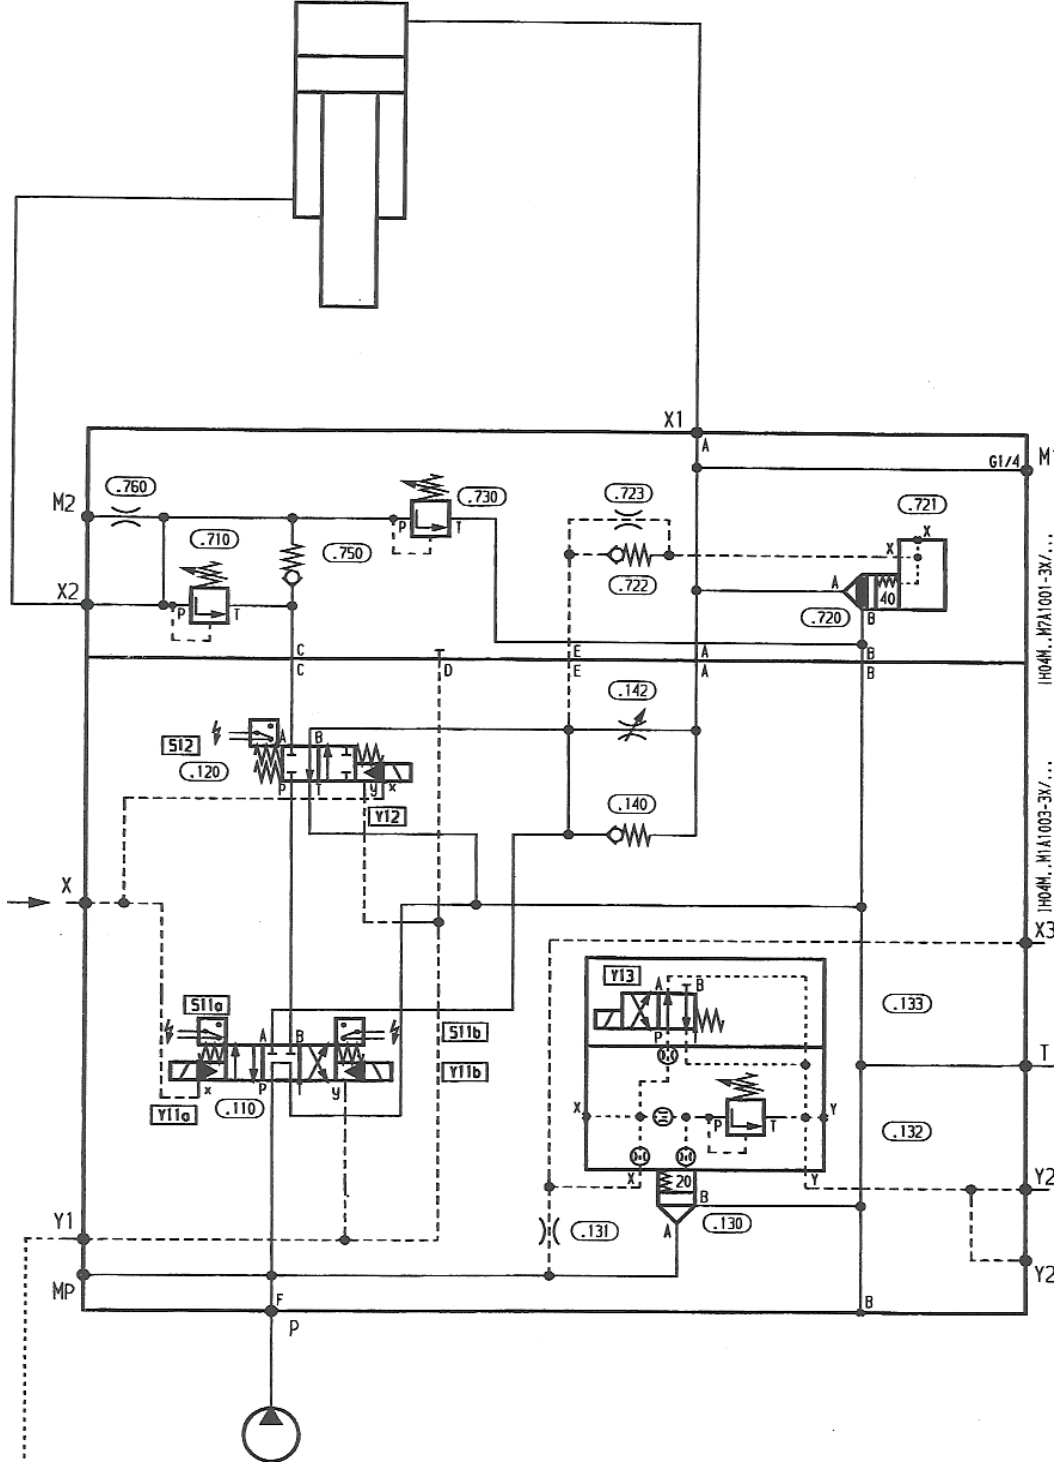 X1
A
G1/4
M1
.760
M2
.730
.723
.721
X
X
P
T
.710
.750
.722
A
40
X2
P
T
.720
B
IH04M..M7A1001-3X/...
C
E
A
B
C
D
E
A
B
.142
S12
A
B
.120
P
T
y
x
Y12
.140
IH04M..M1A1003-3X/...
X
X3
Y13
A
B
S11a
.133
A
B
S11b
P
T
T
x
P
T
y
Y11b
Y11a
.110
X
P
T
Y
.132
X
20
Y
Y2
B
Y1
.131
A
.130
MP
Y2
F
B
P